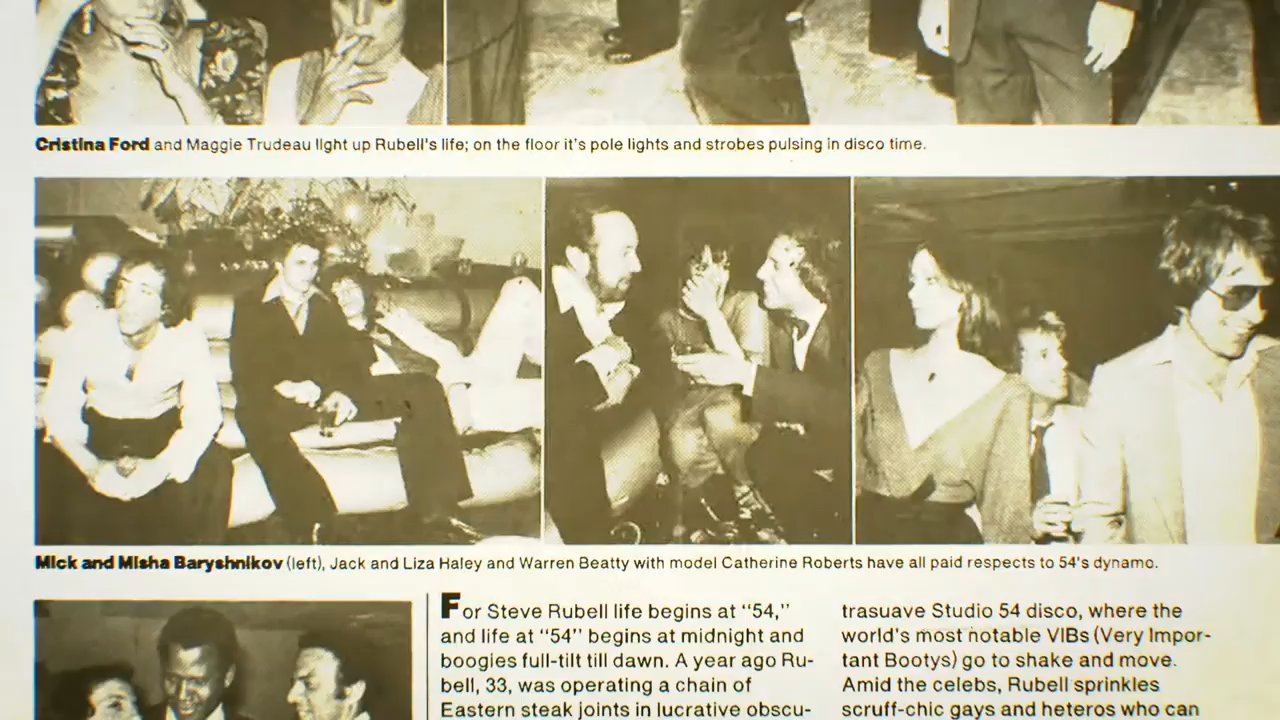 Cristina Ford and Maggie Trudeau light up Rubell's life; on the floor it's pole lights and strobes pulsing in disco time.
Mick and Misha Baryshnikov (left), Jack and Liza Haley and Warren Beatty with model Catherine Roberts have all paid respects to 54's dynamo.
For Steve Rubell life begins at “54,”
and life at “54” begins at midnight and
boogies full-tilt till dawn. A year ago Ru-
bell, 33, was operating a chain of
Eastern steak joints in lucrative obscu-
trasuave Studio 54 disco, where the
world's most notable VIBs (Very Impor-
tant Bootys) go to shake and move.
Amid the celebs, Rubell sprinkles
scruff-chic gays and heteros who can